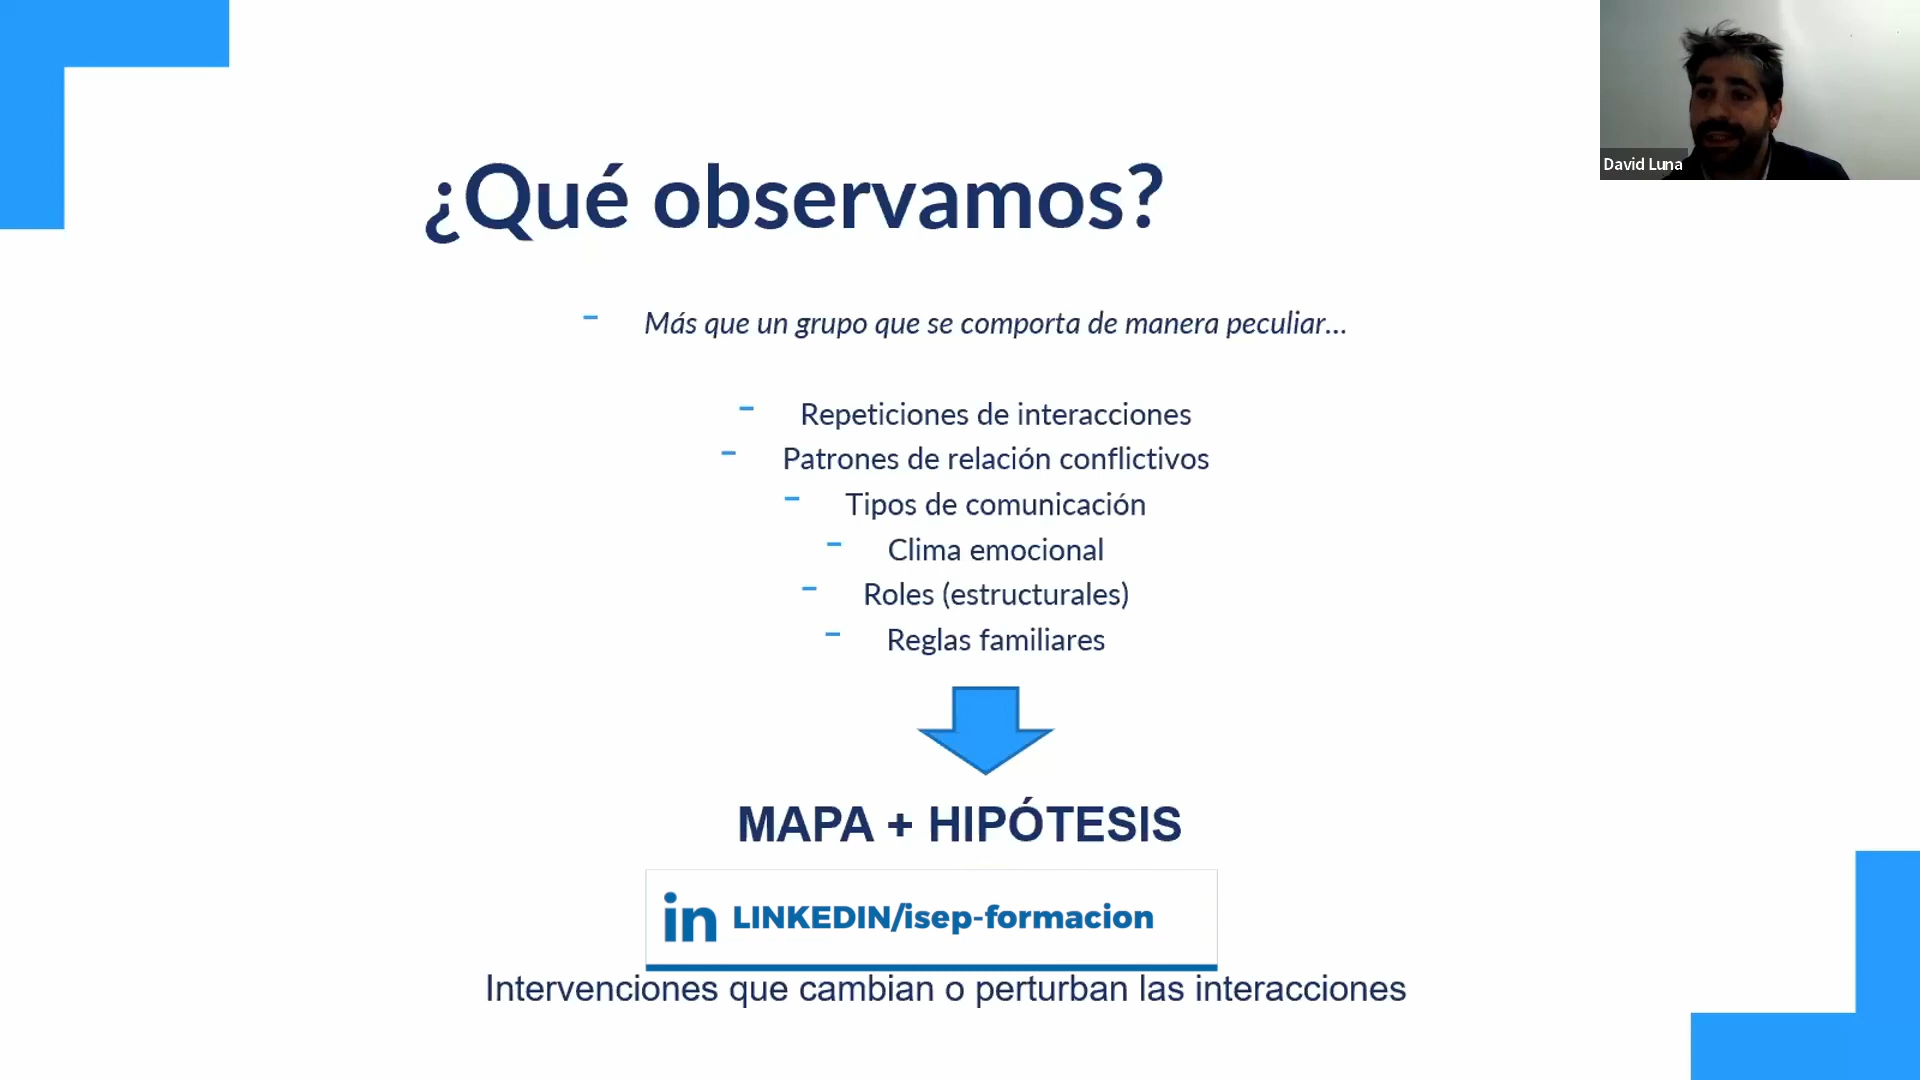 ¿Qué observamos?
David Luna
- Más que un grupo que se comporta de manera peculiar...
- Repeticiones de interacciones
- Patrones de relación conflictivos
- Tipos de comunicación
- Clima emocional
- Roles (estructurales)
- Reglas familiares
MAPA + HIPÓTESIS
in LINKEDIN/isep-formacion
Intervenciones que cambian o perturban las interacciones